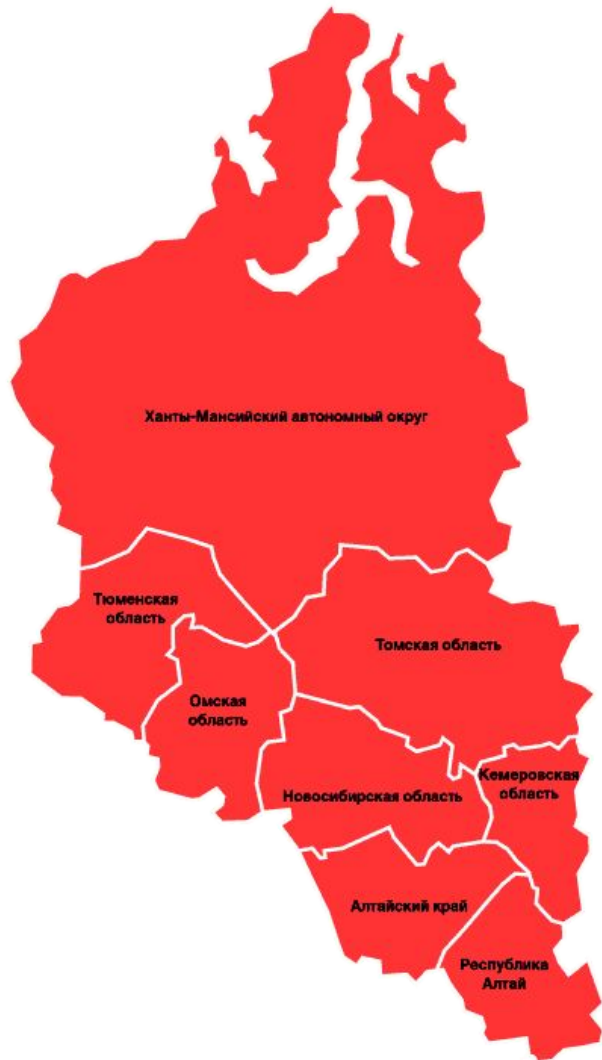 Ханты-Мансийский автономный округ
Тюменская
область
Томская область
Омская
область
Кемеровская
область
Новосибирская область
Алтайский край
Республика
Алтай